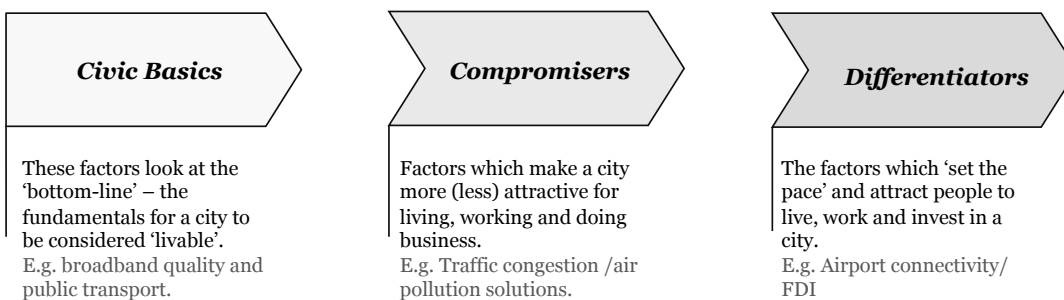 Civic Basics
These factors look at the
‘bottom-line’ – the
fundamentals for a city to
be considered ‘livable’.
E.g. broadband quality and
public transport.
Compromisers
Factors which make a city
more (less) attractive for
living, working and doing
business.
E.g. Traffic congestion /air
pollution solutions.
Differentiators
The factors which ‘set the
pace’ and attract people to
live, work and invest in a
city.
E.g. Airport connectivity/
FDI